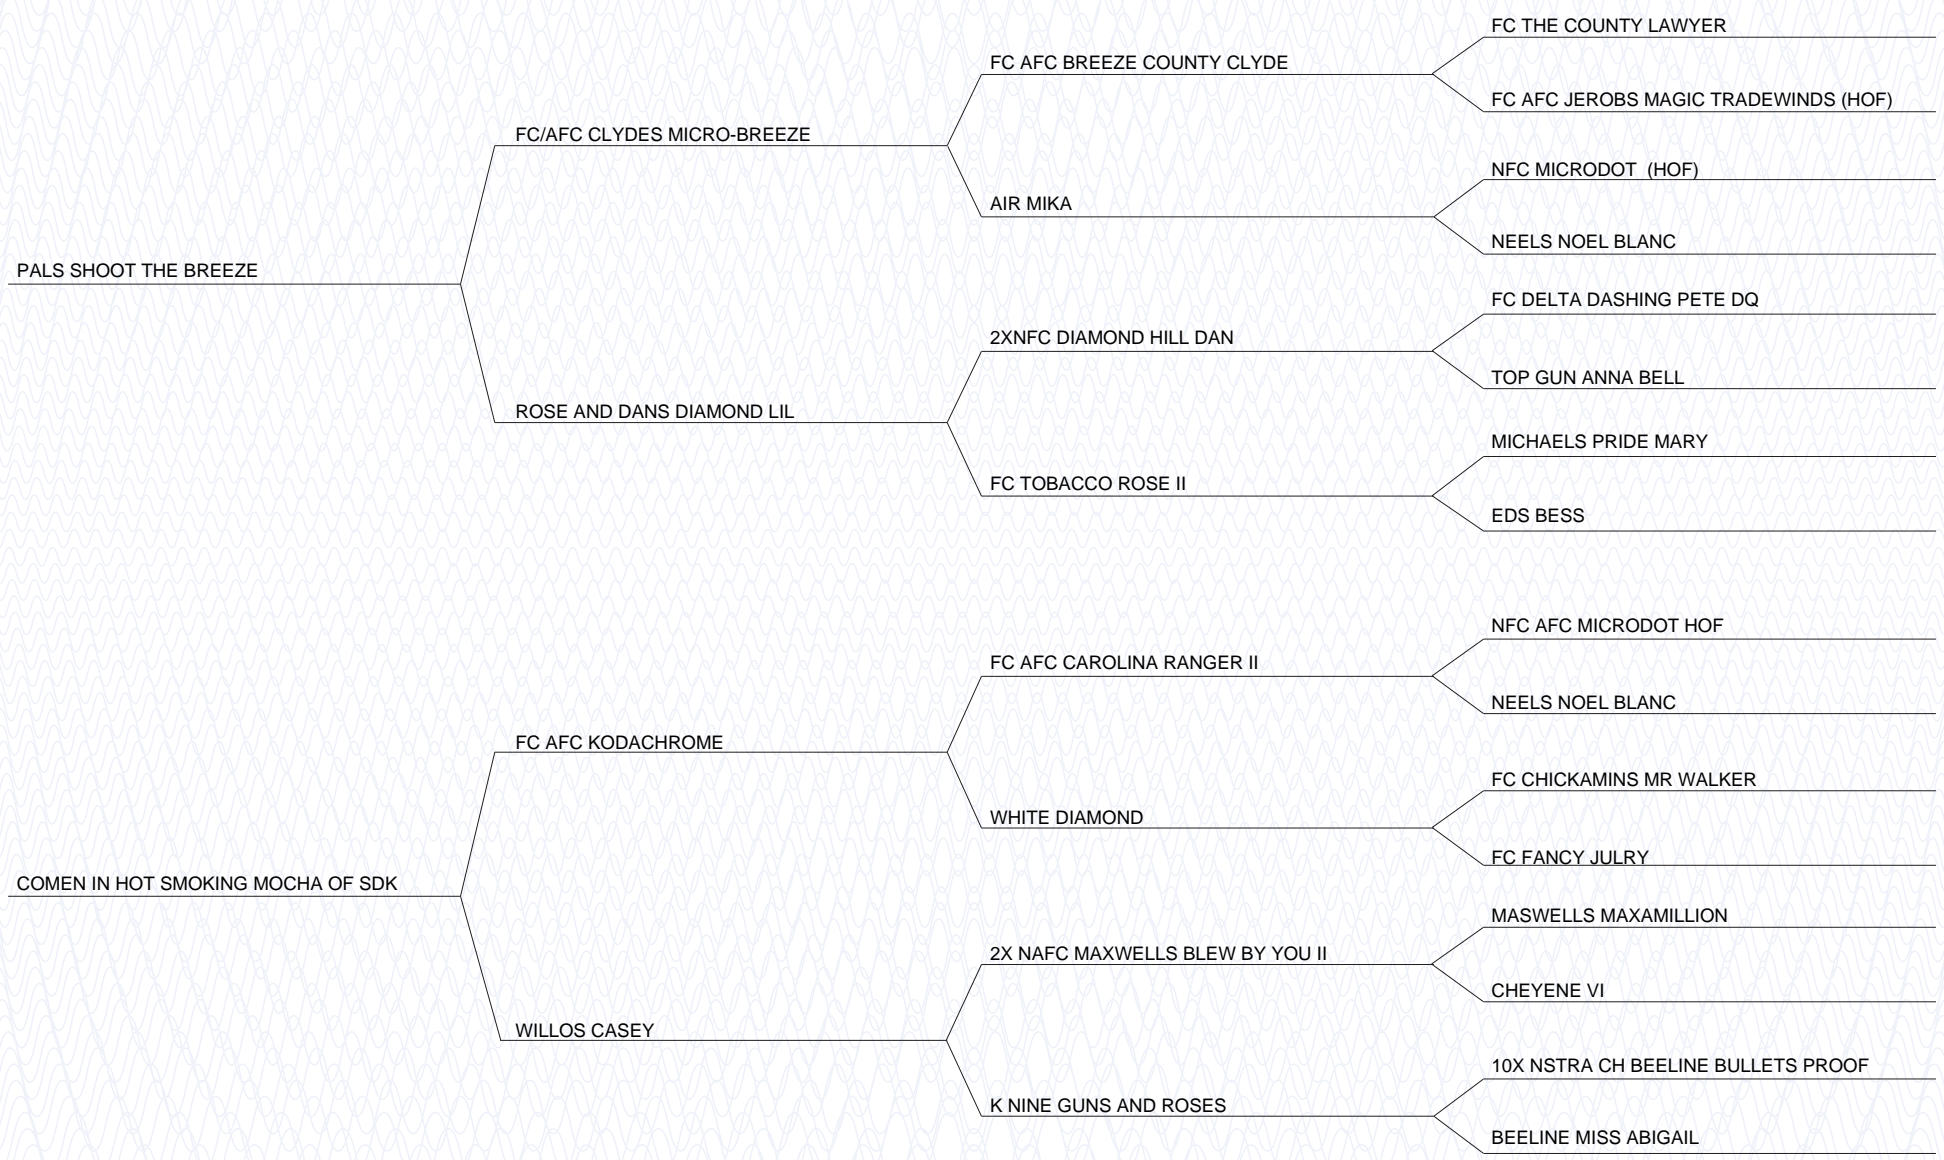 FC THE COUNTY LAWYER
FC AFC BREEZE COUNTY CLYDE
FC AFC JEROBS MAGIC TRADEWINDS (HOF)
FC/AFC CLYDES MICRO-BREEZE
NFC MICRODOT  (HOF)
AIR MIKA
NEELS NOEL BLANC
PALS SHOOT THE BREEZE
FC DELTA DASHING PETE DQ
2XNFC DIAMOND HILL DAN
TOP GUN ANNA BELL
ROSE AND DANS DIAMOND LIL
MICHAELS PRIDE MARY
FC TOBACCO ROSE II
EDS BESS
NFC AFC MICRODOT HOF
FC AFC CAROLINA RANGER II
NEELS NOEL BLANC
FC AFC KODACHROME
FC CHICKAMINS MR WALKER
WHITE DIAMOND
FC FANCY JULRY
COMEN IN HOT SMOKING MOCHA OF SDK
MASWELLS MAXAMILLION
2X NAFC MAXWELLS BLEW BY YOU II
CHEYENE VI
WILLOS CASEY
10X NSTRA CH BEELINE BULLETS PROOF
K NINE GUNS AND ROSES
BEELINE MISS ABIGAIL